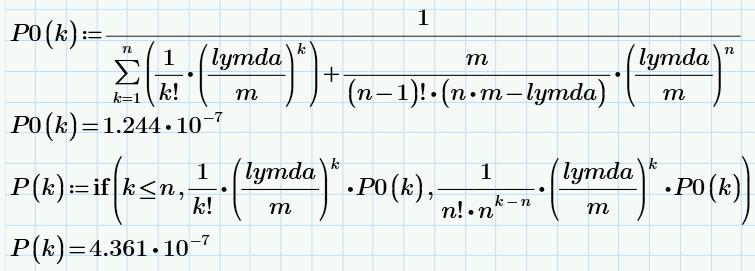 P0(k):=1/(∑_{k=1}^{n}(1/k!·(lymda/m)^k)+m/((n−1)!·(n·m−lymda))·(lymda/m)^n)
P0(k)=1.244·10^{-7}
P(k):=if(k≤n,1/k!·(lymda/m)^k·P0(k),1/(n!·n^{k−n})·(lymda/m)^k·P0(k))
P(k)=4.361·10^{-7}